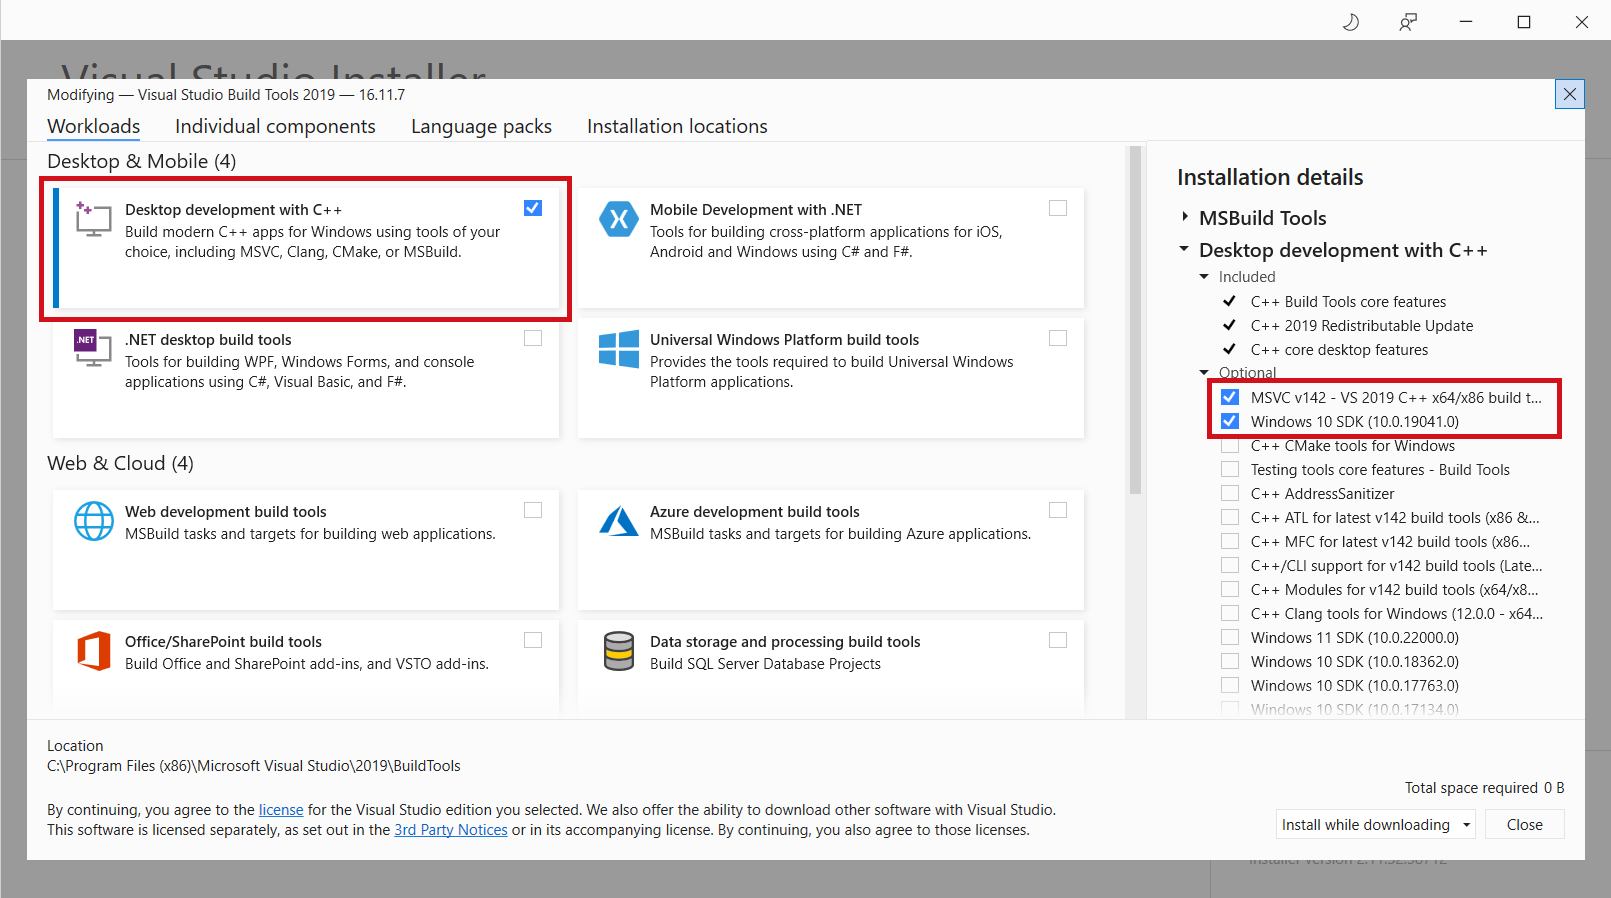 Visual Studio Installer
Modifying — Visual Studio Build Tools 2019 — 16.11.7
Workloads
Individual components
Language packs
Installation locations
Desktop & Mobile (4)
Desktop development with C++
Build modern C++ apps for Windows using tools of your
choice, including MSVC, Clang, CMake, or MSBuild.
Mobile Development with .NET
Tools for building cross-platform applications for iOS,
Android and Windows using C# and F#.
.NET
.NET desktop build tools
Tools for building WPF, Windows Forms, and console
applications using C#, Visual Basic, and F#.
Universal Windows Platform build tools
Provides the tools required to build Universal Windows
Platform applications.
Web & Cloud (4)
Web development build tools
MSBuild tasks and targets for building web applications.
Azure development build tools
MSBuild tasks and targets for building Azure applications.
Office/SharePoint build tools
Build Office and SharePoint add-ins, and VSTO add-ins.
Data storage and processing build tools
Build SQL Server Database Projects
Installation details
MSBuild Tools
Desktop development with C++
Included
C++ Build Tools core features
C++ 2019 Redistributable Update
C++ core desktop features
Optional
MSVC v142 - VS 2019 C++ x64/x86 build t...
Windows 10 SDK (10.0.19041.0)
C++ CMake tools for Windows
Testing tools core features - Build Tools
C++ AddressSanitizer
C++ ATL for latest v142 build tools (x86 &...
C++ MFC for latest v142 build tools (x86...
C++/CLI support for v142 build tools (Late...
C++ Modules for v142 build tools (x64/x8...
C++ Clang tools for Windows (12.0.0 - x64...
Windows 11 SDK (10.0.22000.0)
Windows 10 SDK (10.0.18362.0)
Windows 10 SDK (10.0.17763.0)
Windows 10 SDK (10.0.17134.0)
Location
C:\Program Files (x86)\Microsoft Visual Studio\2019\BuildTools
Total space required 0 B
By continuing, you agree to the license for the Visual Studio edition you selected. We also offer the ability to download other software with Visual Studio.
This software is licensed separately, as set out in the 3rd Party Notices or in its accompanying license. By continuing, you also agree to those licenses.
Install while downloading
Close
Installer version